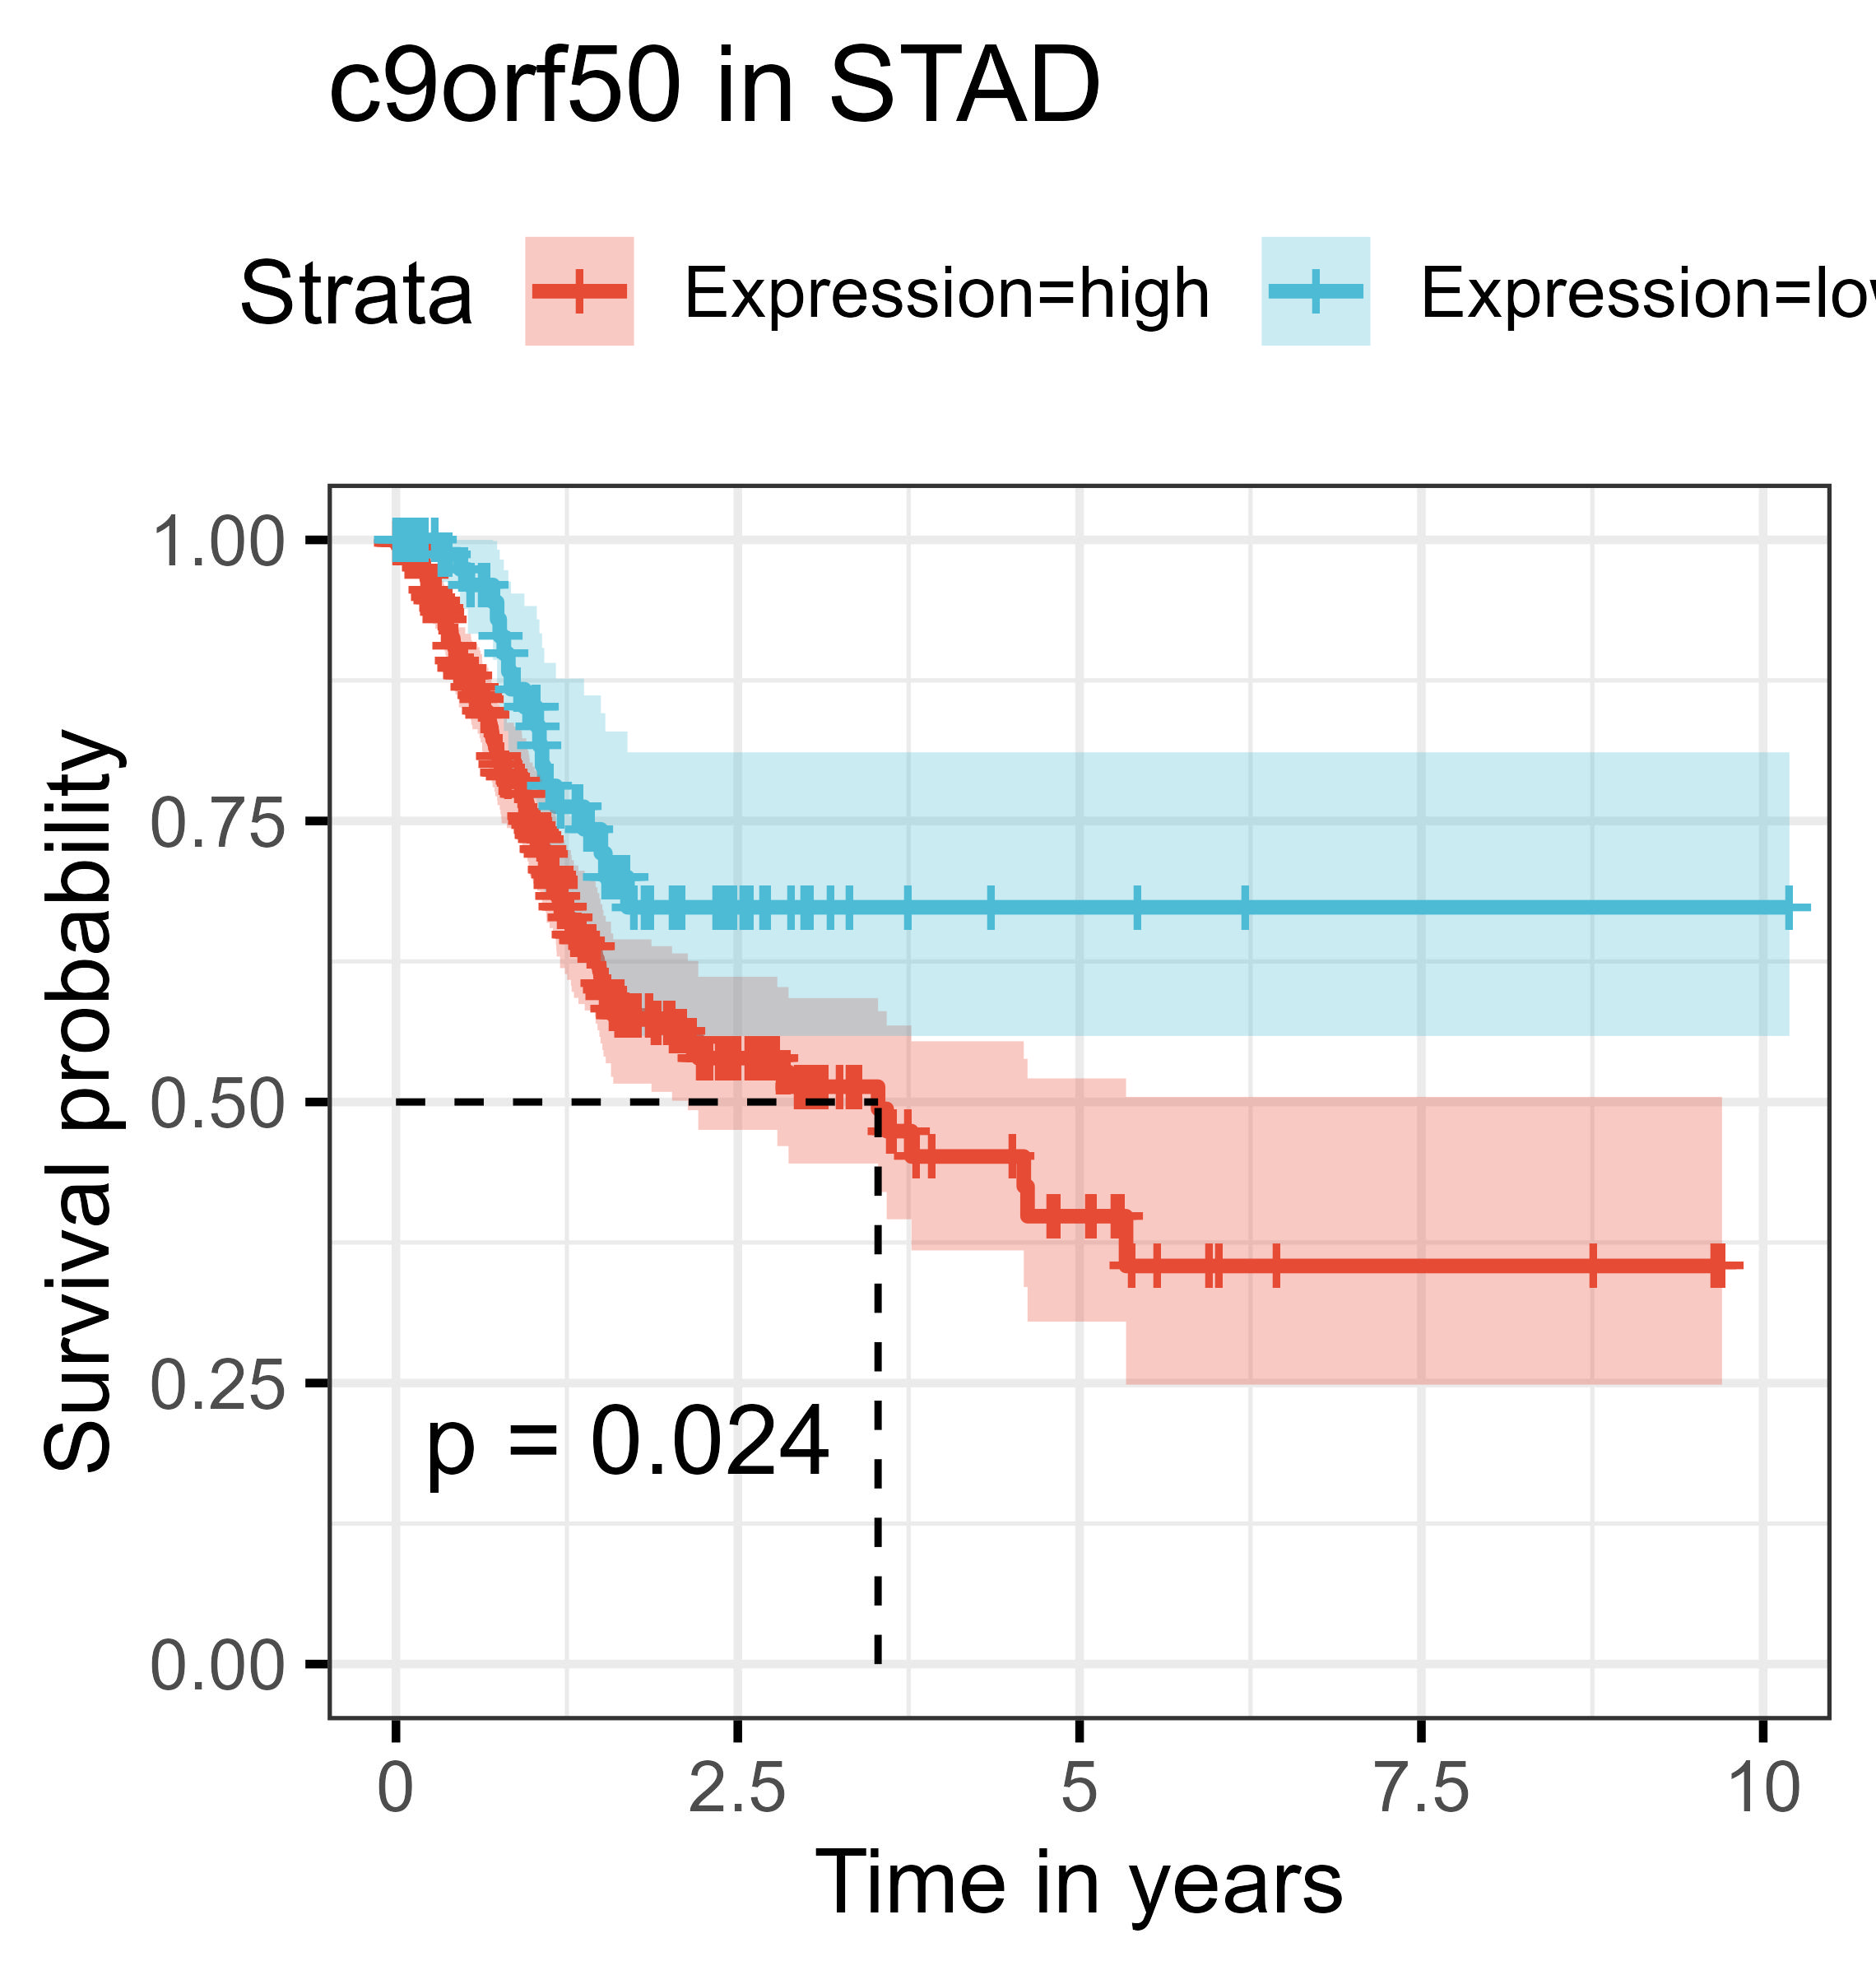 c9orf50 in STAD
Strata Expression=high Expression=lo
Survival probability
1.00
0.75
0.50
0.25
0.00
p = 0.024
0 2.5 5 7.5 10
Time in years